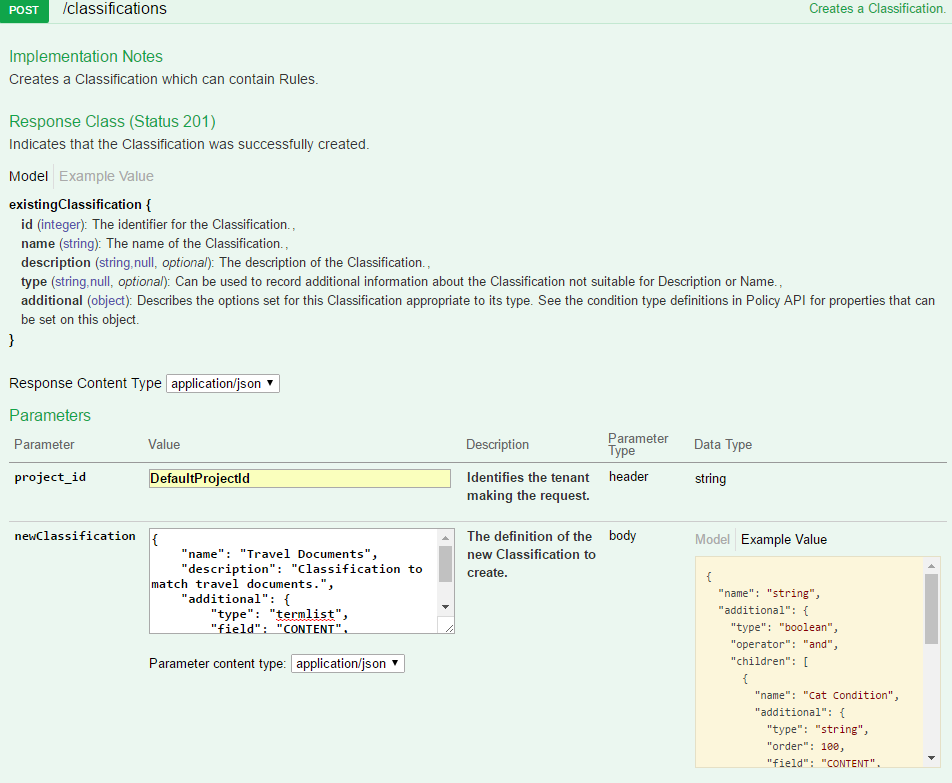 POST /classifications Creates a Classification.
Implementation Notes
Creates a Classification which can contain Rules.
Response Class (Status 201)
Indicates that the Classification was successfully created.
Model Example Value
existingClassification {
id (integer): The identifier for the Classification. ,
name (string): The name of the Classification. ,
description (string,null, optional): The description of the Classification. ,
type (string,null, optional): Can be used to record additional information about the Classification not suitable for Description or Name. ,
additional (object): Describes the options set for this Classification appropriate to its type. See the condition type definitions in Policy API for properties that can
be set on this object.
}
Response Content Type application/json
Parameters
Parameter Value Description Parameter Type Data Type
project_id DefaultProjectId Identifies the tenant making the request. header string
newClassification
{
"name": "Travel Documents",
"description": "Classification to
match travel documents.",
"additional": {
"type": "termlist",
"field": "CONTENT",
Parameter content type: application/json
The definition of the
new Classification to
create.
body
Model Example Value
{
"name": "string",
"additional": {
"type": "boolean",
"operator": "and",
"children": [
{
"name": "Cat Condition",
"additional": {
"type": "string",
"order": 100,
"field": "CONTENT",